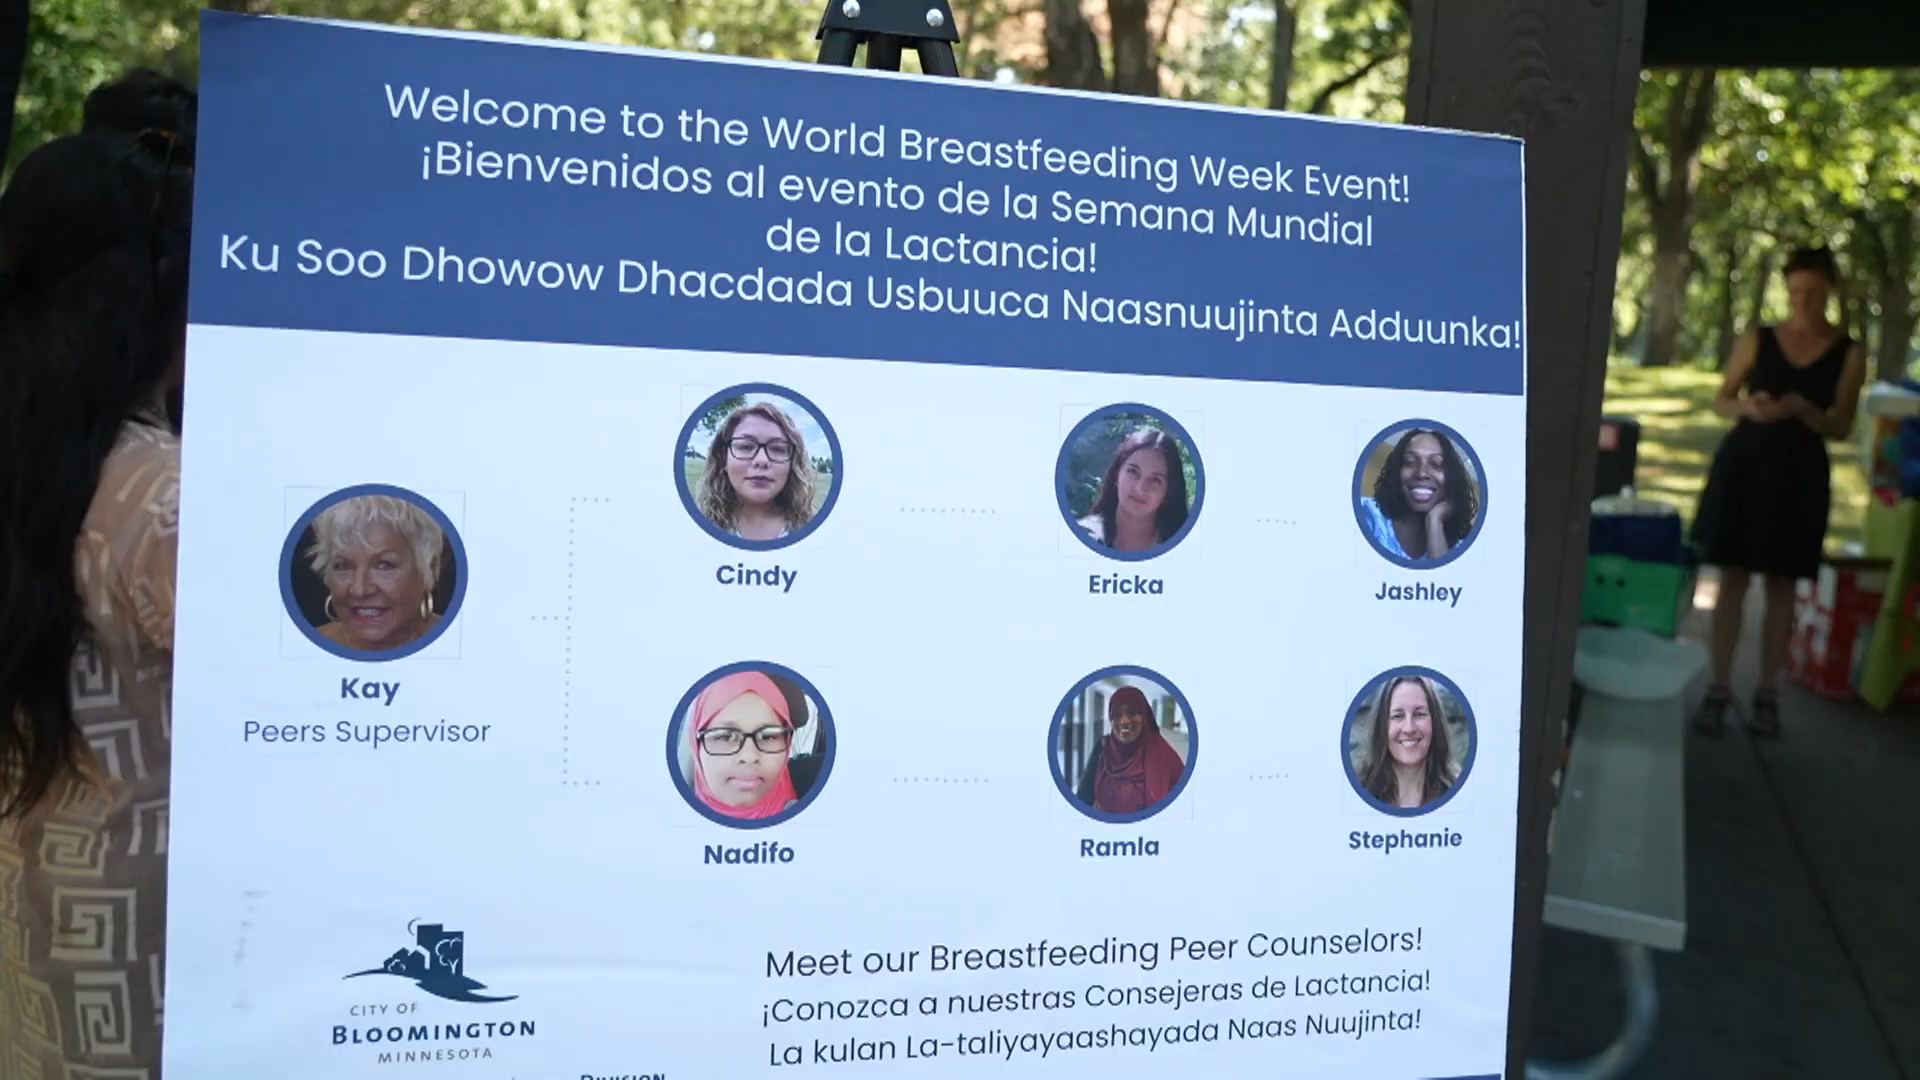 Welcome to the World Breastfeeding Week Event!
¡Bienvenidos al evento de la Semana Mundial
de la Lactancia!
Ku Soo Dhowow Dhacdada Usbuuca Naasnuujinta Adduunka!
Cindy
Ericka
Jashley
Kay
Peers Supervisor
Nadifo
Ramla
Stephanie
CITY OF
BLOOMINGTON
MINNESOTA
DIVISION
Meet our Breastfeeding Peer Counselors!
¡Conozca a nuestras Consejeras de Lactancia!
La kulan La-taliyayaashayada Naas Nuujinta!